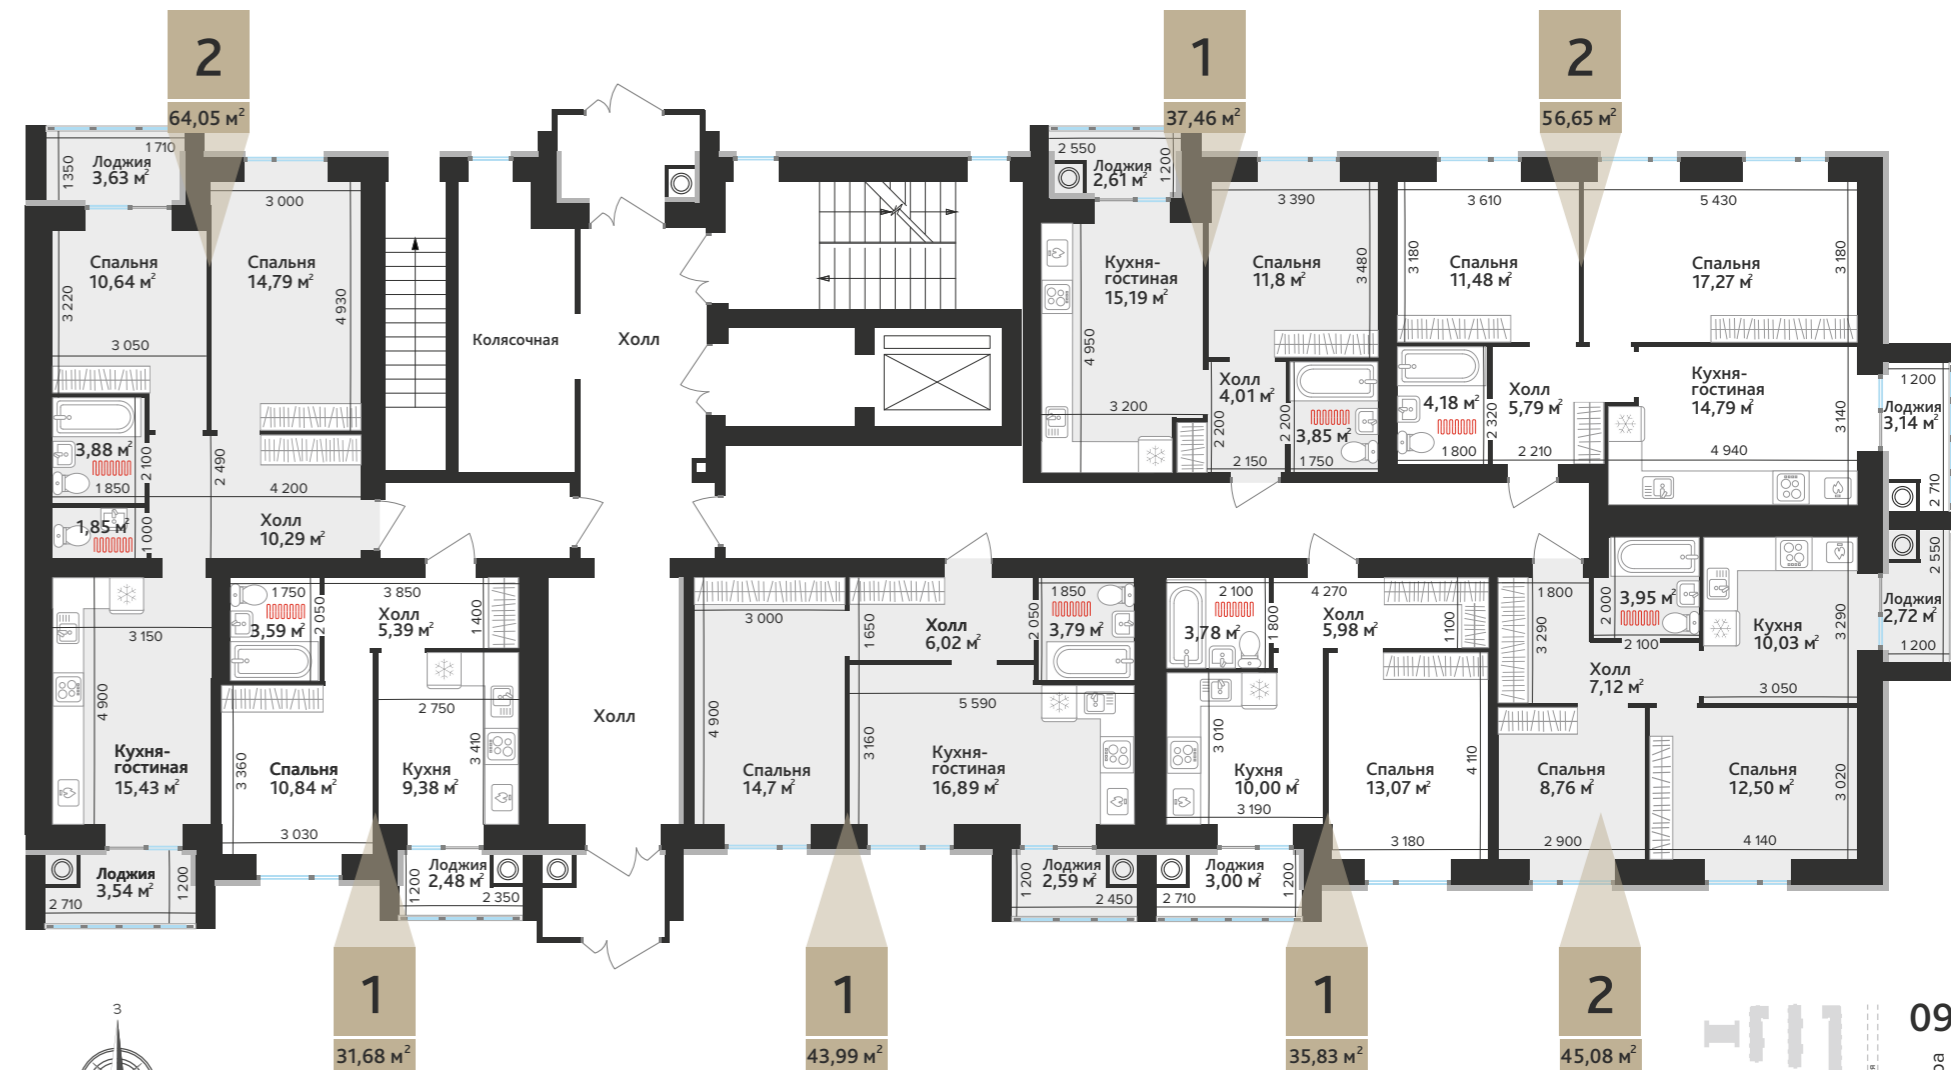 2
64,05 м²
1
37,46 м²
2
56,65 м²
1 710
1350
Лоджия
3,63 м²
3 000
Спальня
10,64 м²
Спальня
14,79 м²
3 220
4 930
3 050
3,88 м²
2 100
1 850
2 490
4 200
1,85 м²
1 000
Холл
10,29 м²
3 150
4 900
Кухня-
гостиная
15,43 м²
Лоджия
3,54 м²
1 200
2 710
Колясочная
Холл
Холл
1 750
2 050
3,59 м²
3 850
Холл
5,39 м²
1 400
2 750
3 410
3 360
Спальня
10,84 м²
Кухня
9,38 м²
3 030
Лоджия
2,48 м²
1 200
2 350
2 550
Лоджия
2,61 м²
1 200
3 390
Кухня-
гостиная
15,19 м²
Спальня
11,8 м²
3 480
4 950
3 200
Холл
4,01 м²
2 200
2 200
3,85 м²
2 150
1 750
3 610
5 430
3 180
3 180
Спальня
11,48 м²
Спальня
17,27 м²
4,18 м²
2 320
1 800
Холл
5,79 м²
2 210
Кухня-
гостиная
14,79 м²
3 140
4 940
1 200
Лоджия
3,14 м²
2 710
3 000
1 650
Холл
6,02 м²
1 850
2 050
3,79 м²
5 590
4 900
3 160
Спальня
14,7 м²
Кухня-
гостиная
16,89 м²
Лоджия
2,59 м²
1 200
2 450
2 100
1 800
3,78 м²
4 270
Холл
5,98 м²
1 100
3 010
Кухня
10,00 м²
3 190
Спальня
13,07 м²
4 110
3 180
Лоджия
3,00 м²
1 200
2 710
1 200
1 800
3 290
2 000
3,95 м²
2 100
Холл
7,12 м²
Кухня
10,03 м²
3 290
3 050
2 550
Лоджия
2,72 м²
1 200
Спальня
8,76 м²
2 900
Спальня
12,50 м²
3 020
4 140
1
31,68 м²
1
43,99 м²
1
35,83 м²
2
45,08 м²
З
09
ра